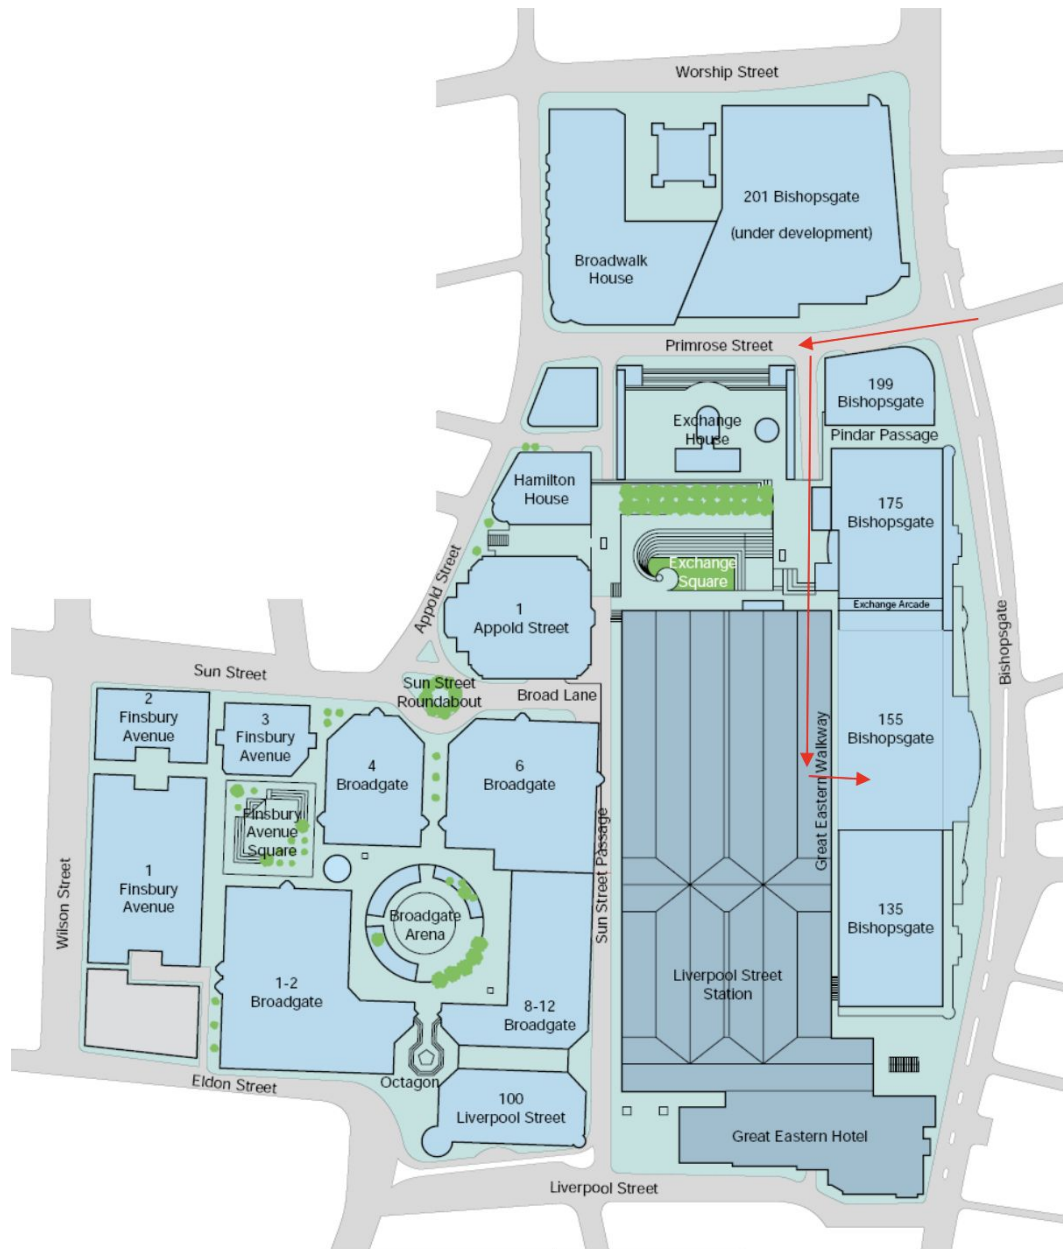 Worship Street
201 Bishopsgate
(under development)
Broadwalk
House
Primrose Street
199
Bishopsgate
Exchange
House
Pindar Passage
Hamilton
House
175
Bishopsgate
Exchange
Square
Appold Street
1
Appold Street
Exchange Arcade
Bishopsgate
Sun Street
Sun Street
Roundabout
Broad Lane
2
Finsbury
Avenue
3
Finsbury
Avenue
4
Broadgate
6
Broadgate
155
Bishopsgate
Great Eastern Walkway
Finsbury
Avenue
Square
Sun Street Passage
Wilson Street
1
Finsbury
Avenue
Broadgate
Arena
135
Bishopsgate
1-2
Broadgate
Liverpool Street
Station
8-12
Broadgate
Eldon Street
Octagon
100
Liverpool Street
Great Eastern Hotel
Liverpool Street